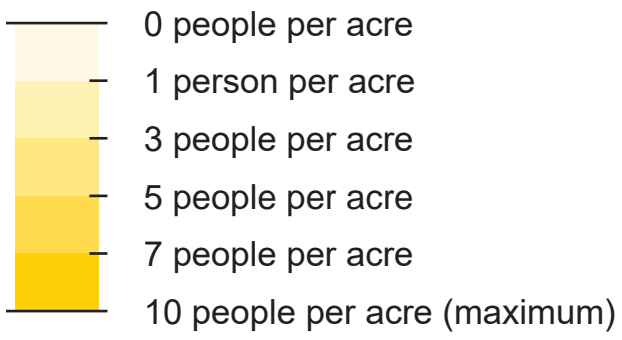 0 people per acre
1 person per acre
3 people per acre
5 people per acre
7 people per acre
10 people per acre (maximum)